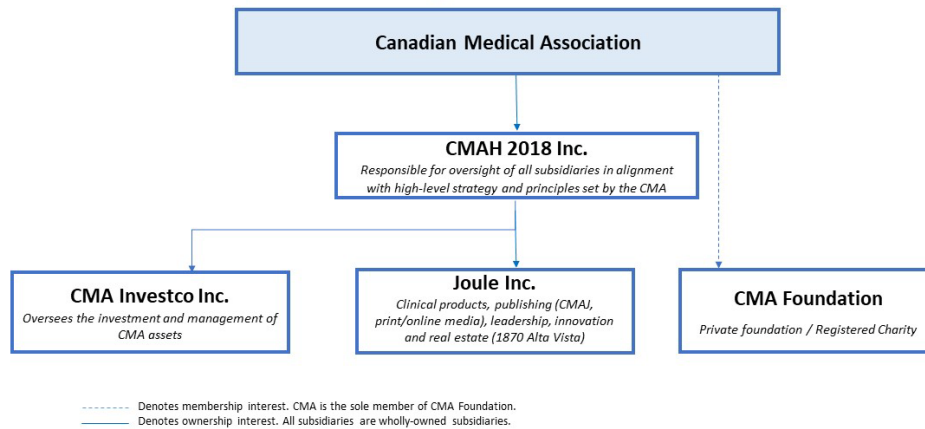 Canadian Medical Association
CMAH 2018 Inc.
Responsible for oversight of all subsidiaries in alignment
with high-level strategy and principles set by the CMA
CMA Investco Inc.
Oversees the investment and management of
CMA assets
Joule Inc.
Clinical products, publishing (CMAJ,
print/online media), leadership, innovation
and real estate (1870 Alta Vista)
CMA Foundation
Private foundation / Registered Charity
Denotes membership interest. CMA is the sole member of CMA Foundation.
Denotes ownership interest. All subsidiaries are wholly-owned subsidiaries.